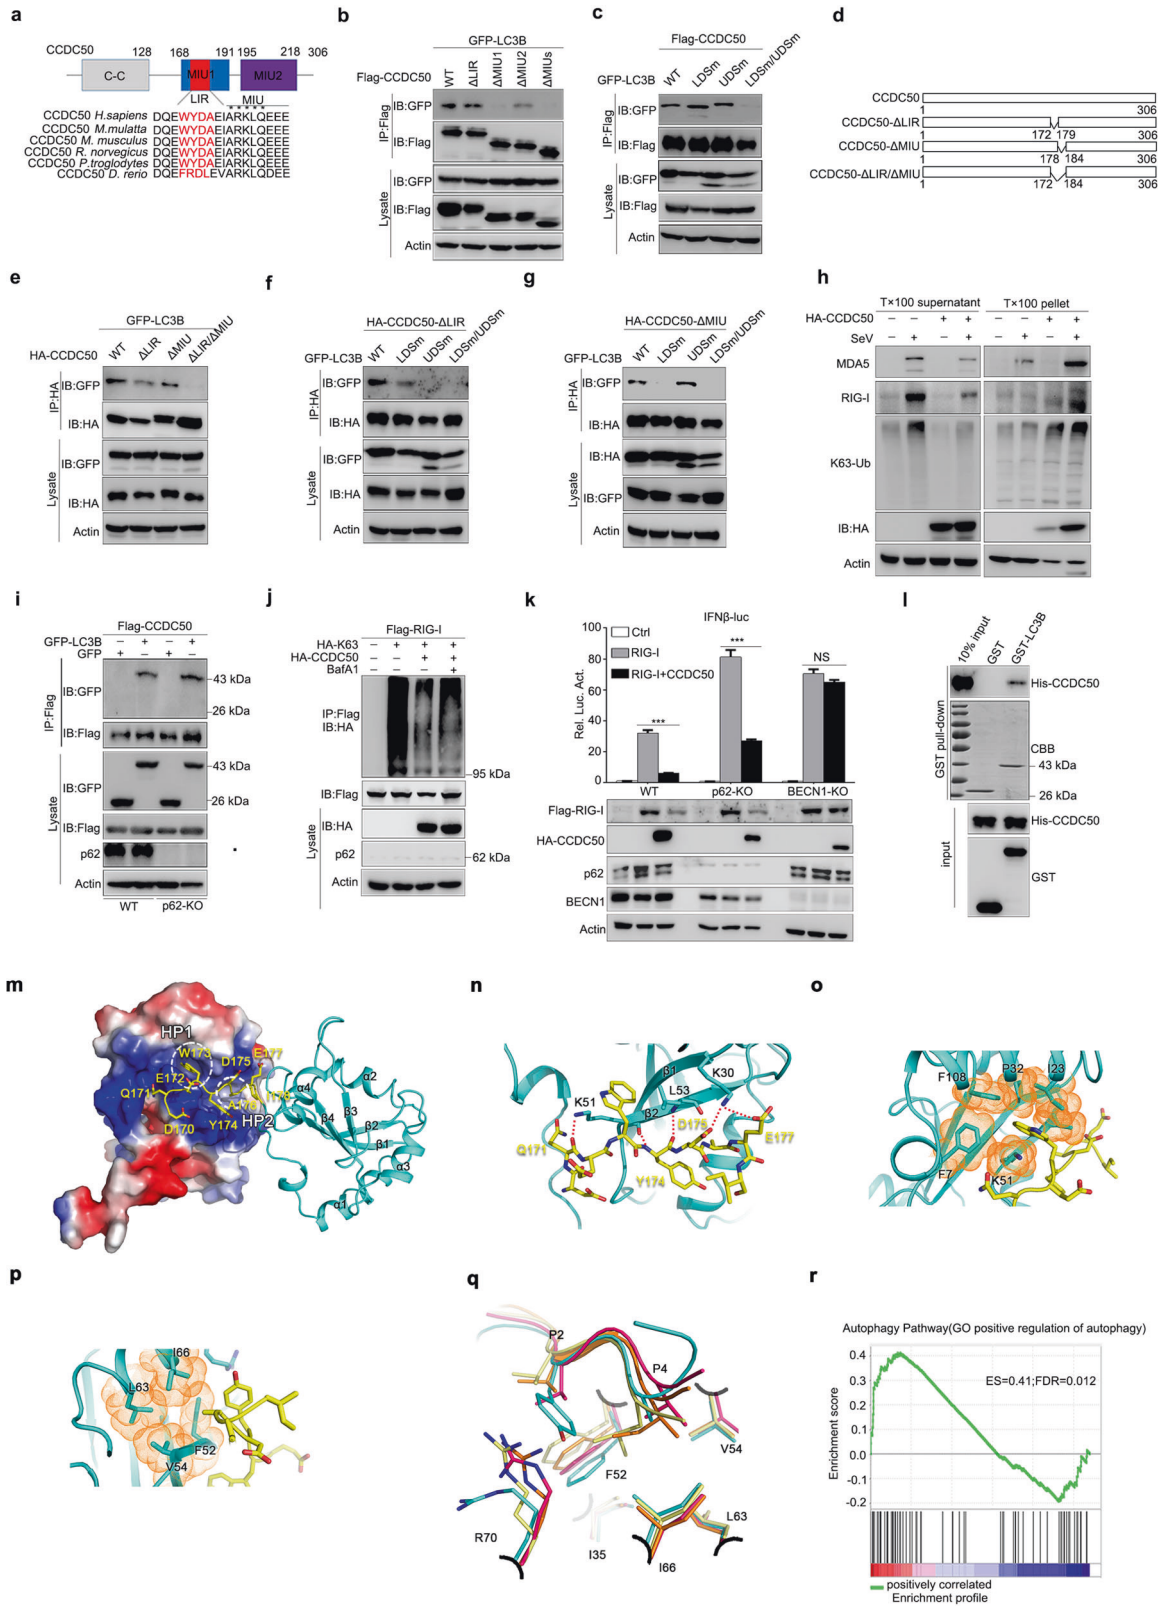 a
CCDC50 128 168 191 195 218 306
C-C MIU1 MIU2
LIR MIU
* * * * *
CCDC50 H.sapiens DQEWYDAEIARKLQEEE
CCDC50 M.mulatta DQEWYDAEIARKLQEEE
CCDC50 M. musculus DQEWYDAEIARKLQEEE
CCDC50 R. norvegicus DQEWYDAEIARKLQEEE
CCDC50 P.troglodytes DQEWYDAEIARKLQEEE
CCDC50 D. rerio DQEFRDLEVARKLQDEE
b
GFP-LC3B
Flag-CCDC50 WT ΔLIR ΔMIU1 ΔMIU2 ΔMIUs
IP:Flag
IB:GFP
IB:Flag
Lysate
IB:GFP
IB:Flag
Actin
c
Flag-CCDC50
GFP-LC3B WT LDSm UDSm LDSm/UDSm
IP:Flag
IB:GFP
IB:Flag
Lysate
IB:GFP
IB:Flag
Actin
d
CCDC50
1 306
CCDC50-ΔLIR
1 172 179 306
CCDC50-ΔMIU
1 178 184 306
CCDC50-ΔLIR/ΔMIU
1 172 184 306
e
GFP-LC3B
HA-CCDC50 WT ΔLIR ΔMIU ΔLIR/ΔMIU
IP:HA
IB:GFP
IB:HA
Lysate
IB:GFP
IB:HA
Actin
f
HA-CCDC50-ΔLIR
GFP-LC3B WT LDSm UDSm LDSm/UDSm
IP:HA
IB:GFP
IB:HA
Lysate
IB:GFP
IB:HA
Actin
g
HA-CCDC50-ΔMIU
GFP-LC3B WT LDSm UDSm LDSm/UDSm
IP:HA
IB:GFP
IB:HA
Lysate
IB:HA
IB:GFP
Actin
h
T×100 supernatant T×100 pellet
HA-CCDC50 – – + + – – + +
SeV – + – + – + – +
MDA5
RIG-I
K63-Ub
IB:HA
Actin
i
Flag-CCDC50
GFP-LC3B – + – +
GFP + – + –
IP:Flag
IB:GFP
43 kDa
26 kDa
IB:Flag
Lysate
IB:GFP
43 kDa
26 kDa
IB:Flag
p62
Actin
WT p62-KO
j
Flag-RIG-I
HA-K63 – + + +
HA-CCDC50 – – + +
BafA1 – – – +
IP:Flag
IB:HA
95 kDa
IB:Flag
Lysate
IB:HA
p62 62 kDa
Actin
k
IFNβ-luc
Rel. Luc. Act.
100
80
60
40
20
0
Ctrl
RIG-I
RIG-I+CCDC50
*** *** NS
WT p62-KO BECN1-KO
Flag-RIG-I
HA-CCDC50
p62
BECN1
Actin
l
10% input GST GST-LC3B
GST pull-down
His-CCDC50
CBB
43 kDa
26 kDa
input
His-CCDC50
GST
m
HP1
W173 D175 E177
E172
Q171 A176 I178
HP2
D170 Y174
α4 α2
β3
β4 β2
β1
α3
α1
n
β1
K30
L53
K51 β2
D175
Q171 E177
Y174
o
F108 P32 I23
F7 K51
p
I66
L63
F52
V54
q
P2
P4
V54
F52
R70 I35 I66 L63
r
Autophagy Pathway(GO positive regulation of autophagy)
ES=0.41;FDR=0.012
Enrichment score
0.4
0.3
0.2
0.1
0.0
-0.1
-0.2
positively correlated
Enrichment profile